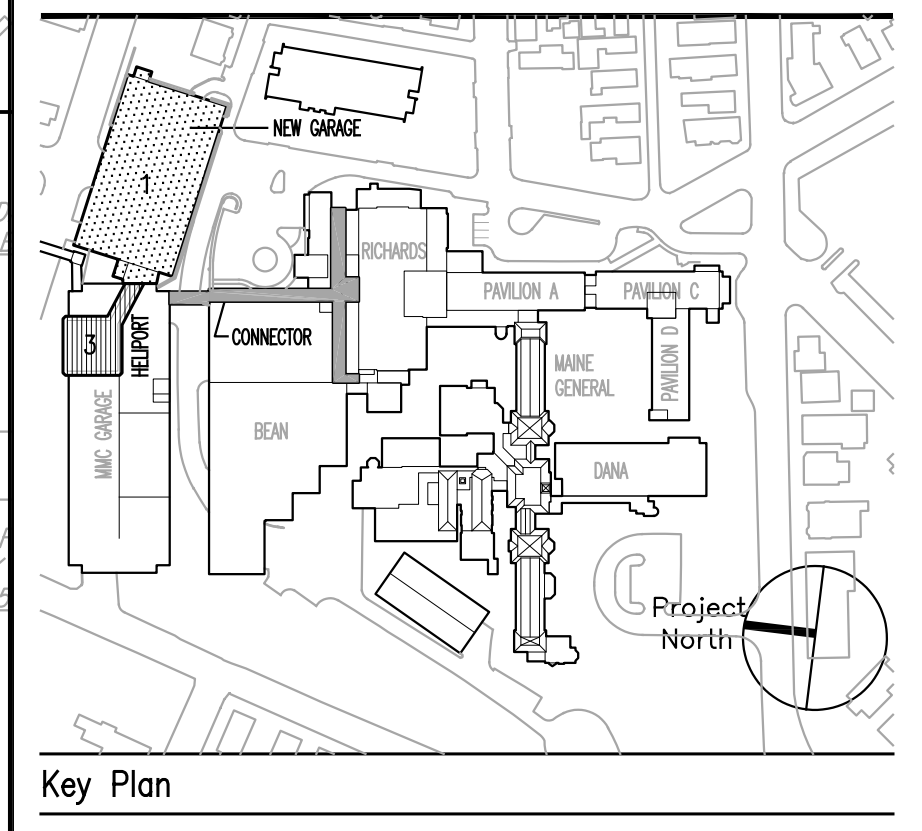 NEW GARAGE
1
RICHARDS
PAVILION A
PAVILION C
CONNECTOR
HELIPORT
3
PAVILION D
MAINE
GENERAL
MMC GARAGE
BEAN
DANA
Project
North
Key Plan